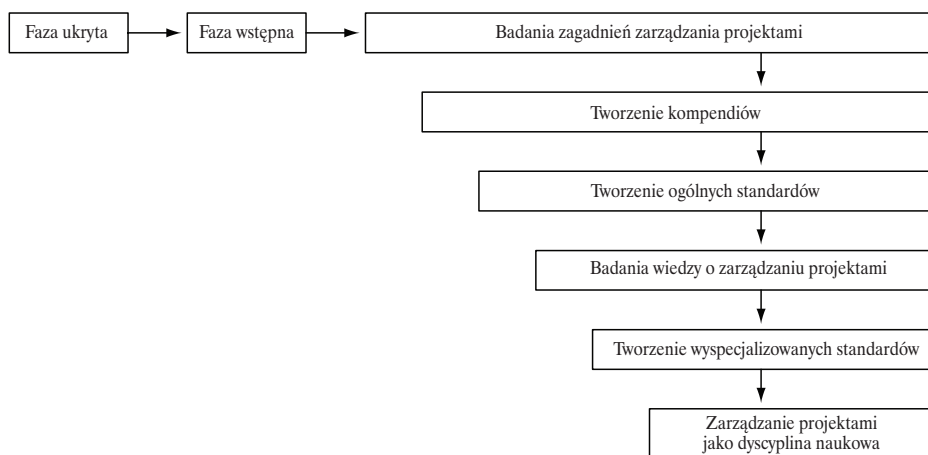 Faza ukryta
Faza wstępna
Badania zagadnień zarządzania projektami
Tworzenie kompendiów
Tworzenie ogólnych standardów
Badania wiedzy o zarządzaniu projektami
Tworzenie wyspecjalizowanych standardów
Zarządzanie projektami
jako dyscyplina naukowa